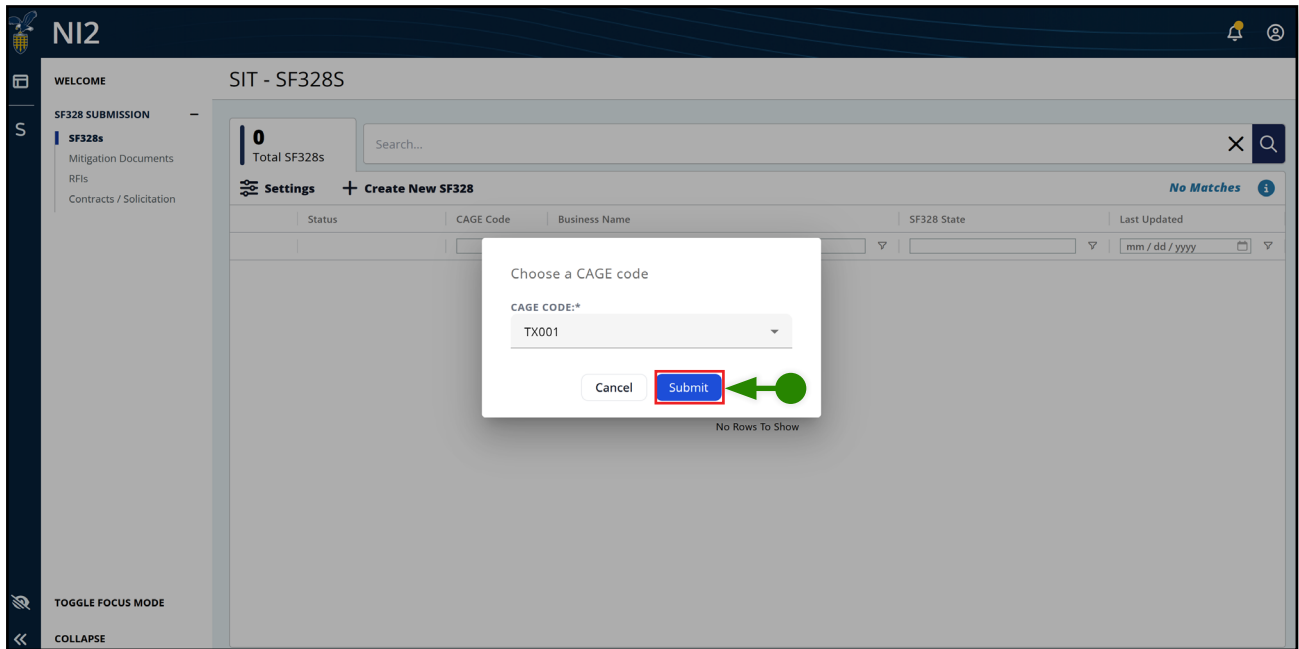 NI2
WELCOME
SIT - SF328S
SF328 SUBMISSION
S
SF328s
Mitigation Documents
RFIs
Contracts / Solicitation
0
Total SF328s
Search...
Settings
Create New SF328
No Matches
Status
CAGE Code
Business Name
SF328 State
Last Updated
mm / dd / yyyy
Choose a CAGE code
CAGE CODE:*
TX001
Cancel
Submit
No Rows To Show
TOGGLE FOCUS MODE
COLLAPSE